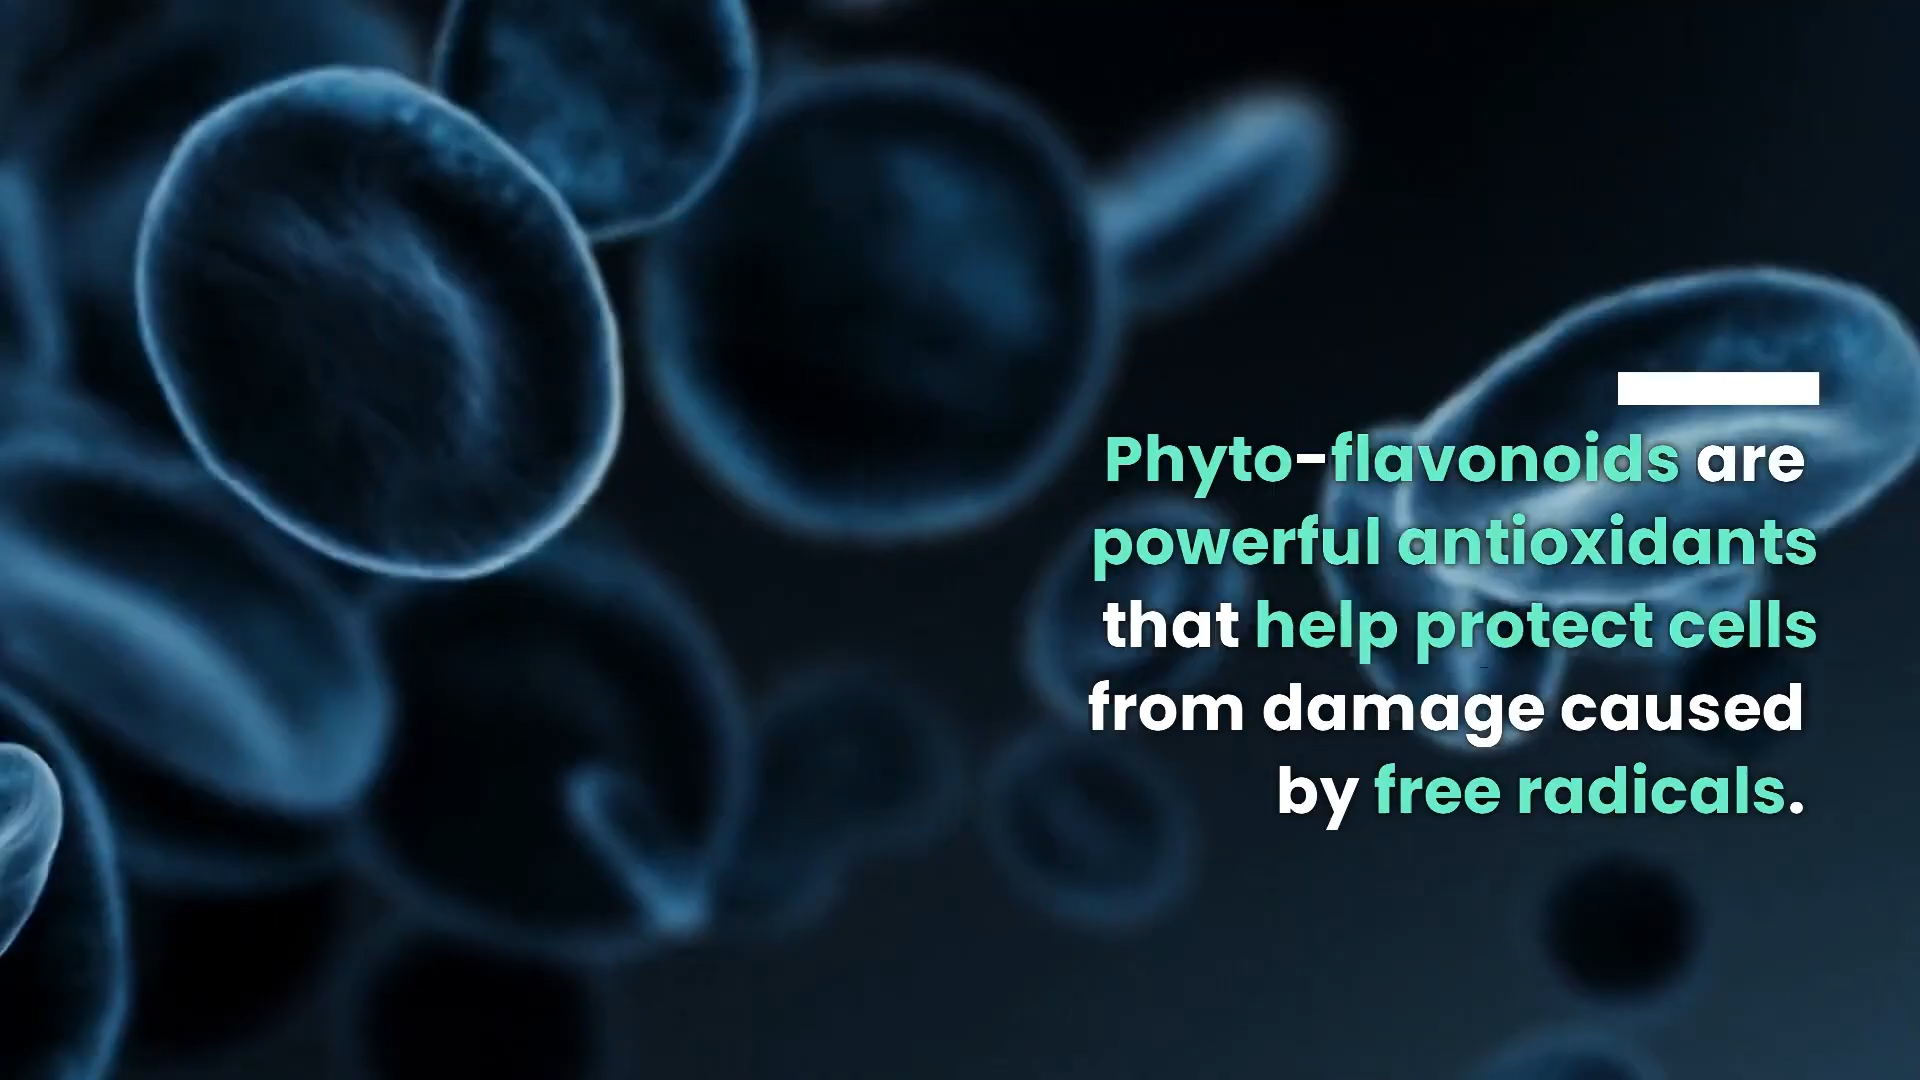 Phyto-flavonoids are
powerful antioxidants
that help protect cells
from damage caused
by free radicals.